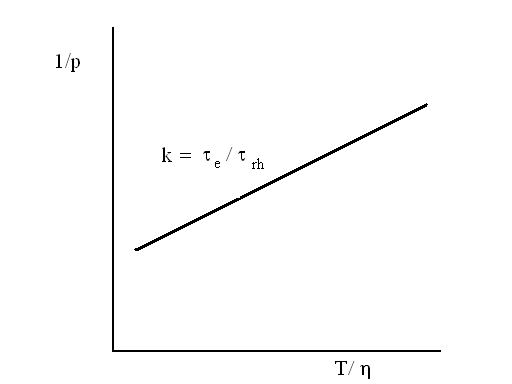 1/p
k = τe / τrh
T/ η